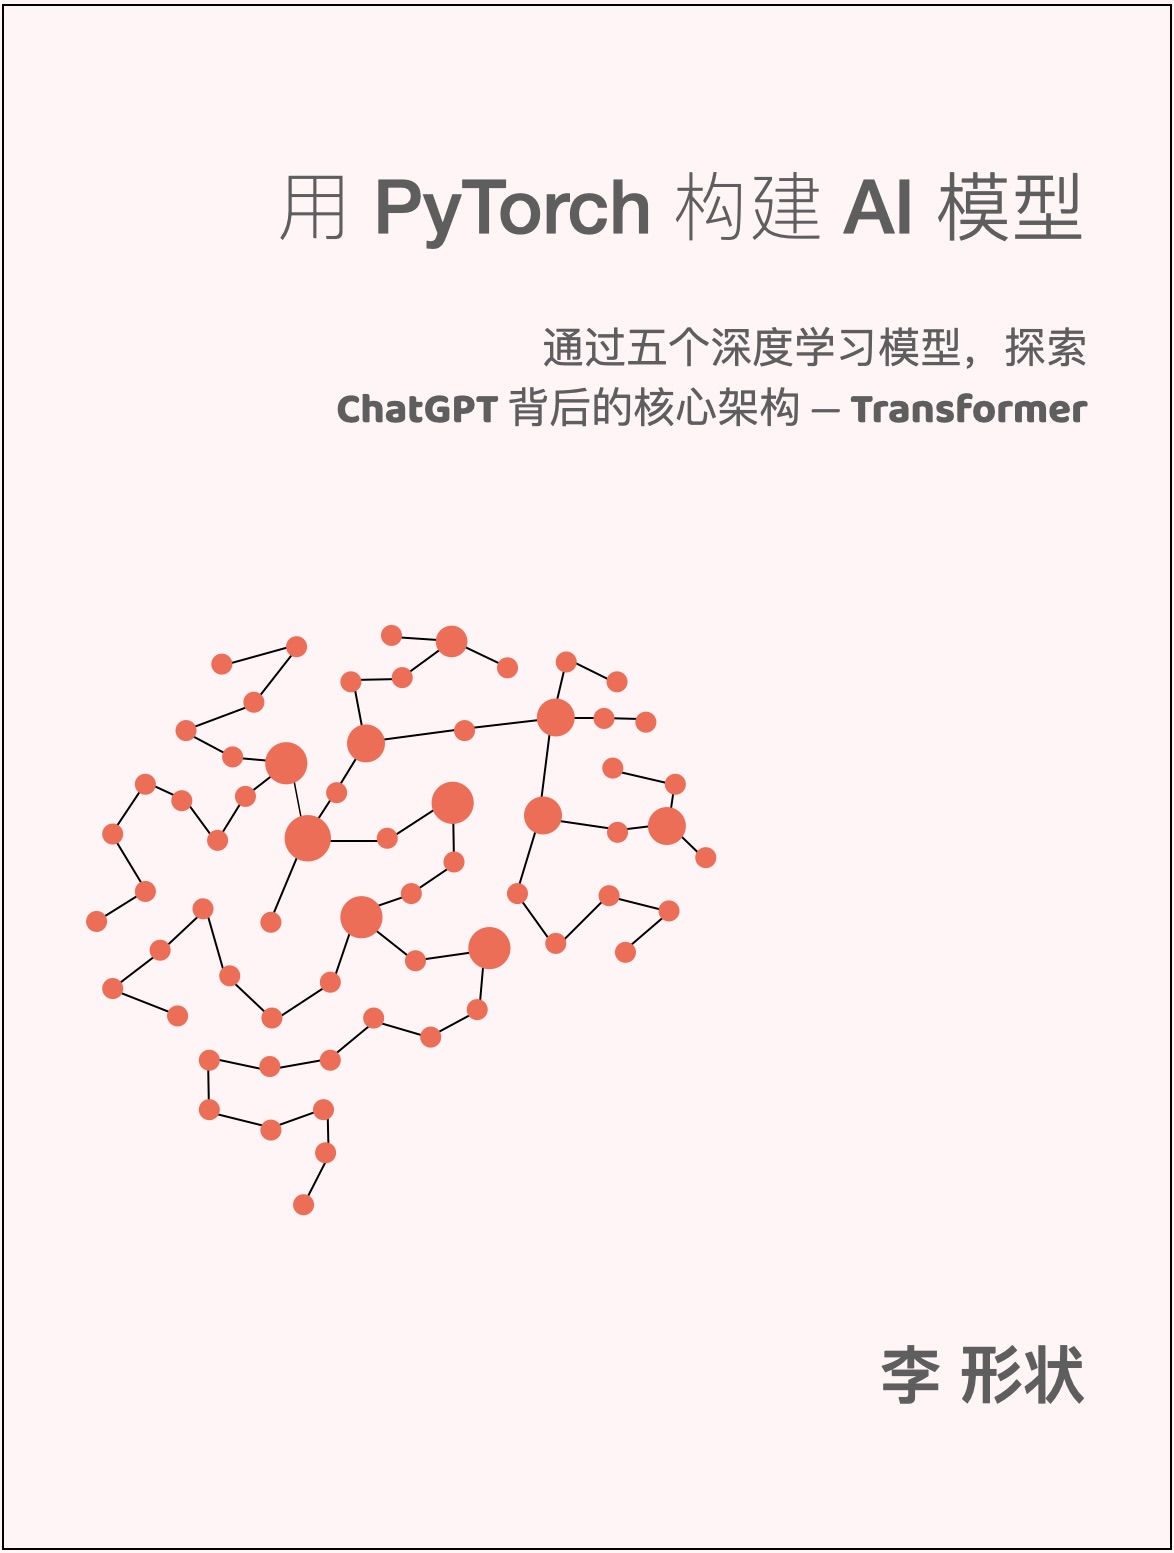 用 PyTorch 构建 AI 模型
通过五个深度学习模型，探索
ChatGPT 背后的核心架构 — Transformer
李 形状